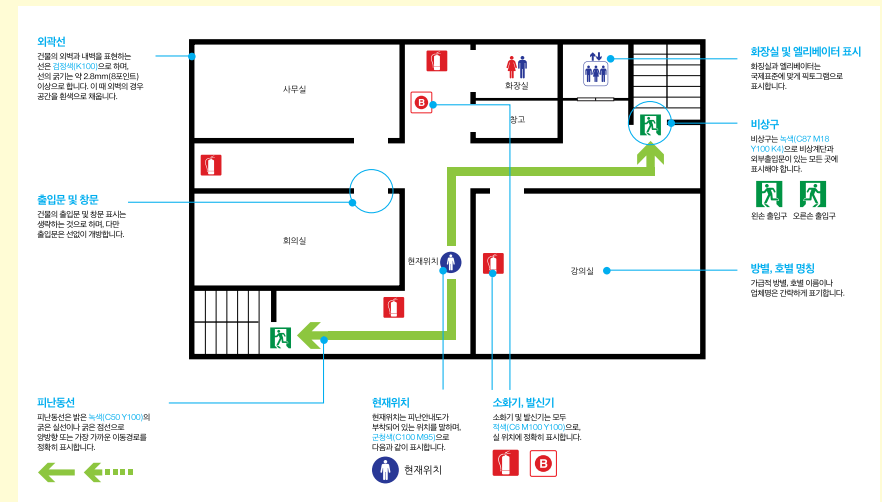 외곽선
건물의 외벽과 내벽을 표현하는
선은 검정색(K100)으로 하며,
선의 굵기는 약 2.8mm(8포인트)
이상으로 합니다. 이 때 외벽의 경우
공간을 흰색으로 채웁니다.
출입문 및 창문
건물의 출입문 및 창문 표시는
생략하는 것으로 하며, 다만
출입문은 선없이 개방합니다.
사무실
화장실
창고
회의실
현재위치
강의실
B
화장실 및 엘리베이터 표시
화징실과 엘리베이터는
국제표준에 맞게 픽토그램으로
표시합니다.
비상구
비상구는 녹색(C87 M18
Y100 K4)으로 비상계단과
외부출입문이 있는 모든 곳에
표시해야 합니다.
왼손 출입구 오른손 출입구
방별, 호별 명칭
가급적 방별, 호별 이름이나
업체명은 간략하게 표기합니다.
피난동선
피난동선은 밝은 녹색(C50 Y100)의
굵은 실선이나 굵은 점선으로
양방향 또는 가장 가까운 이동경로를
정확히 표시합니다.
현재위치
현재위치는 피난안내도가
부착되어 있는 위치를 말하며,
군청색(C100 M95)으로
다음과 같이 표시합니다.
현재위치
소화기, 발신기
소화기 및 발신기는 모두
적색(C6 M100 Y100)으로,
실 위치에 정확히 표시합니다.
B